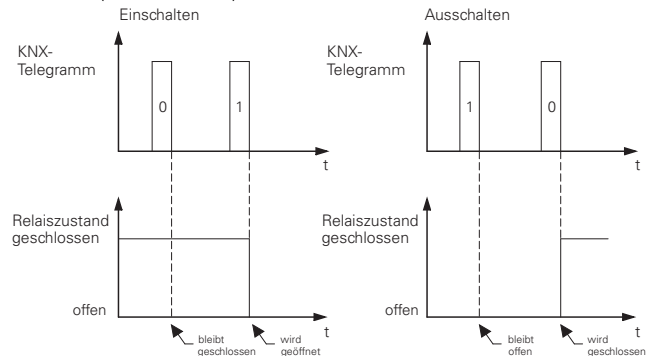 Einschalten
KNX-
Telegramm
0
1
t
Relaiszustand
geschlossen
offen
t
bleibt
geschlossen
wird
geöffnet
Ausschalten
KNX-
Telegramm
1
0
t
Relaiszustand
geschlossen
offen
t
bleibt
offen
wird
geschlossen